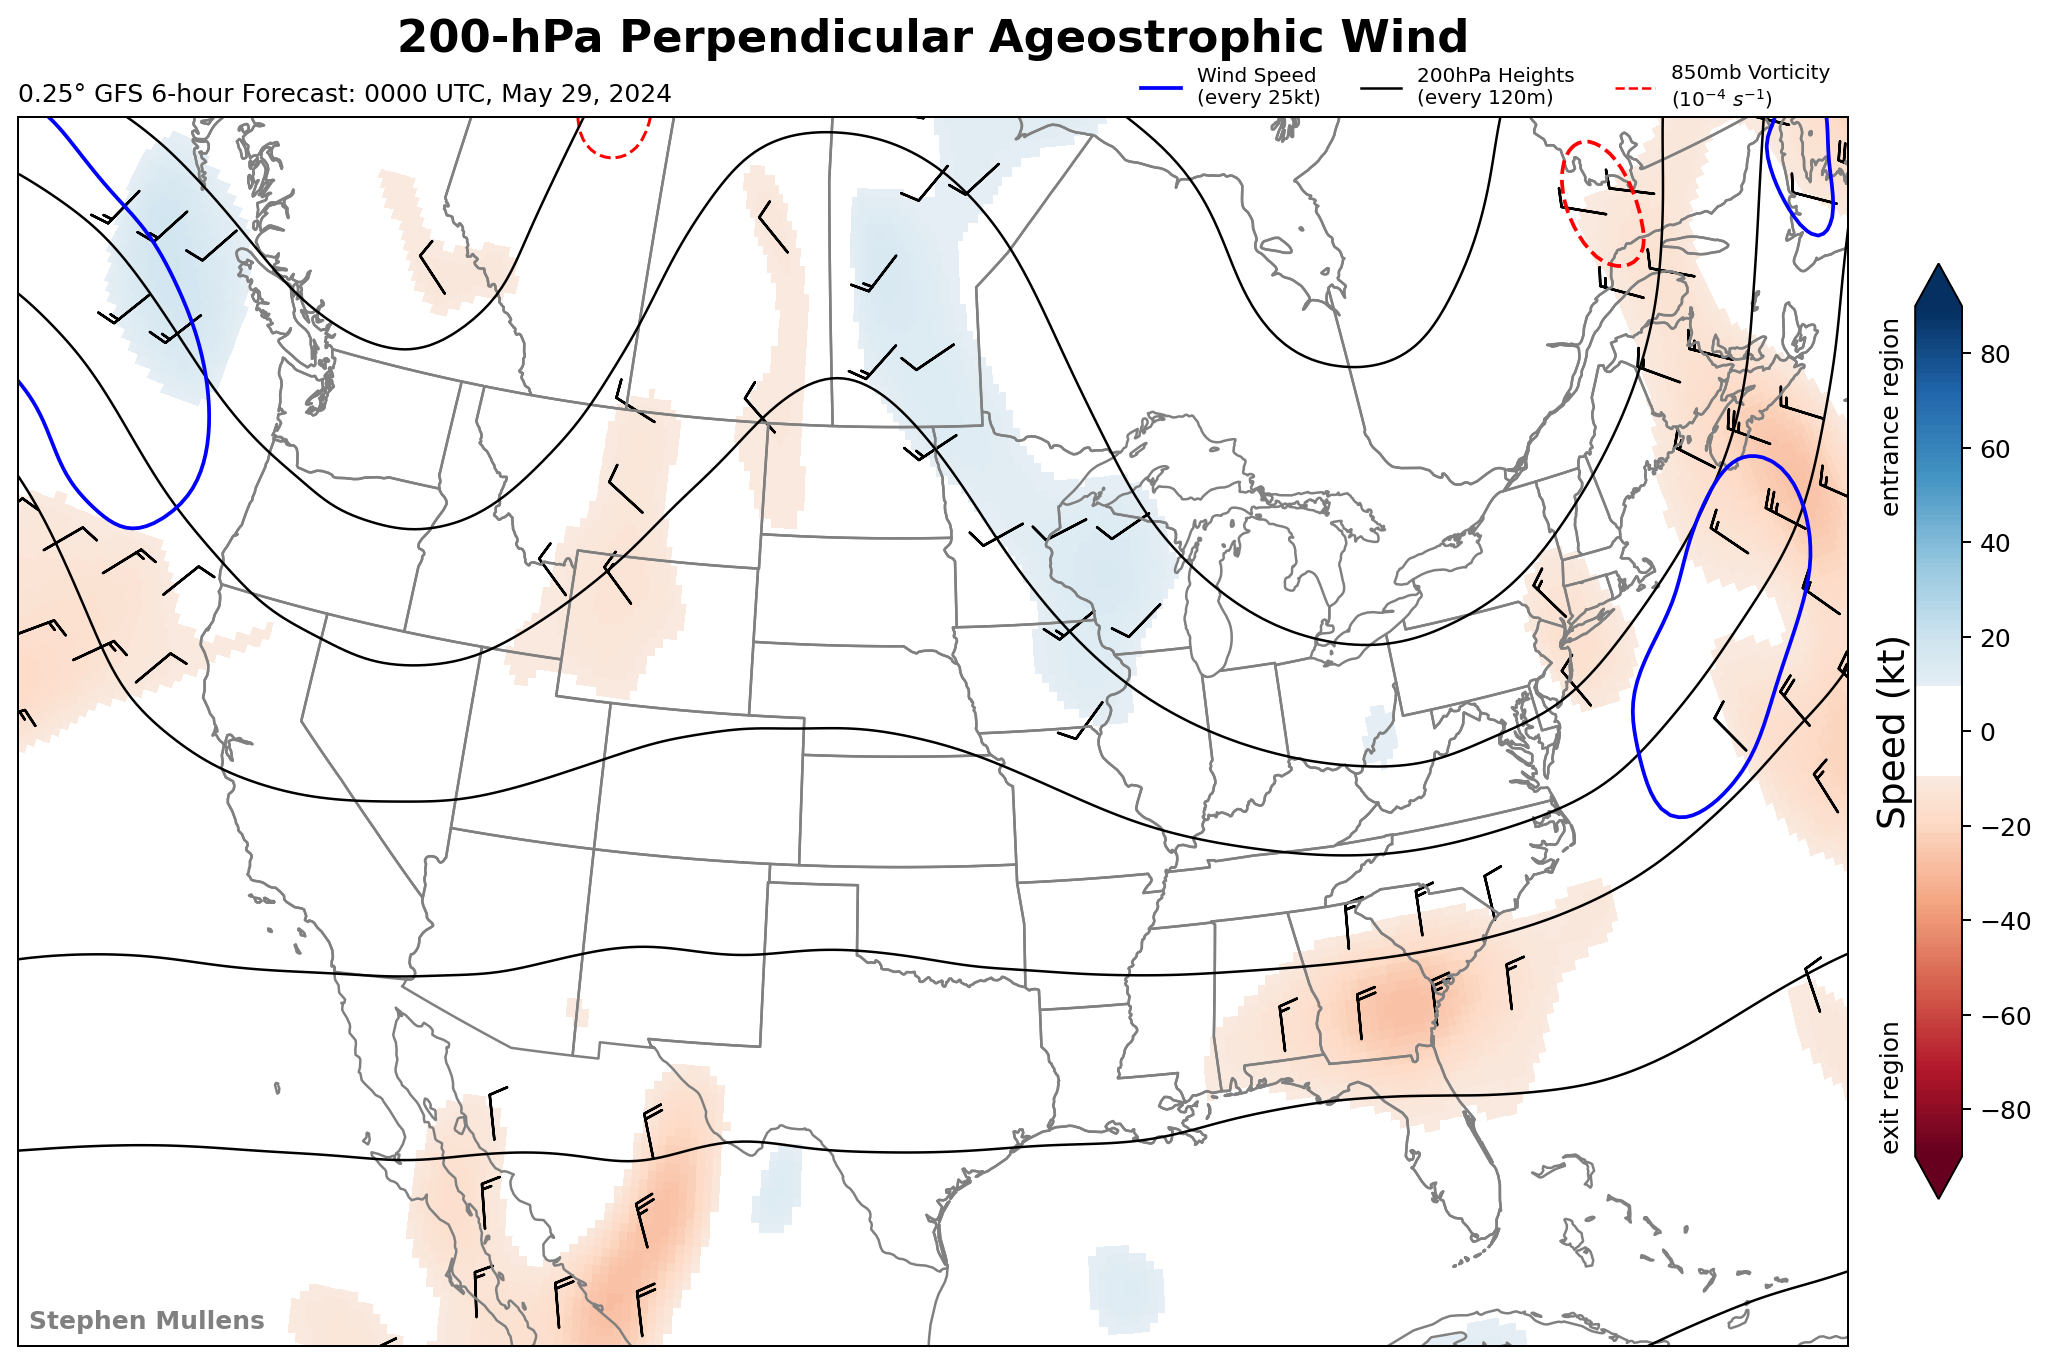 200-hPa Perpendicular Ageostrophic Wind
0.25° GFS 6-hour Forecast: 0000 UTC, May 29, 2024
Wind Speed
(every 25kt)
200hPa Heights
(every 120m)
850mb Vorticity
(10⁻⁴ s⁻¹)
entrance region
Speed (kt)
exit region
80
60
40
20
0
−20
−40
−60
−80
Stephen Mullens